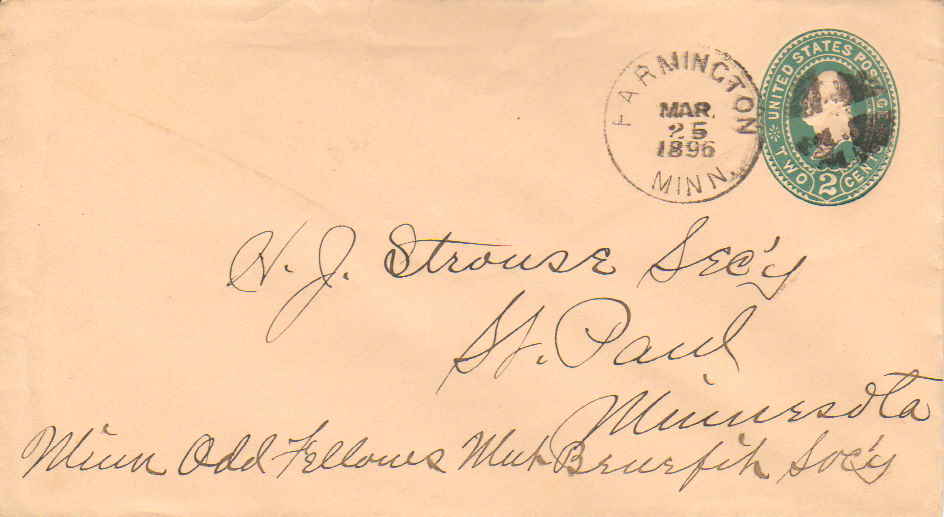 FARMINGTON
MAR.
25
1896
MINN.
UNITED STATES POSTAGE
TWO 2 CENTS
H. J. Strouse Sec'y
St. Paul
Minnesota
Minn Odd Fellows Mut Benefit Soc'y